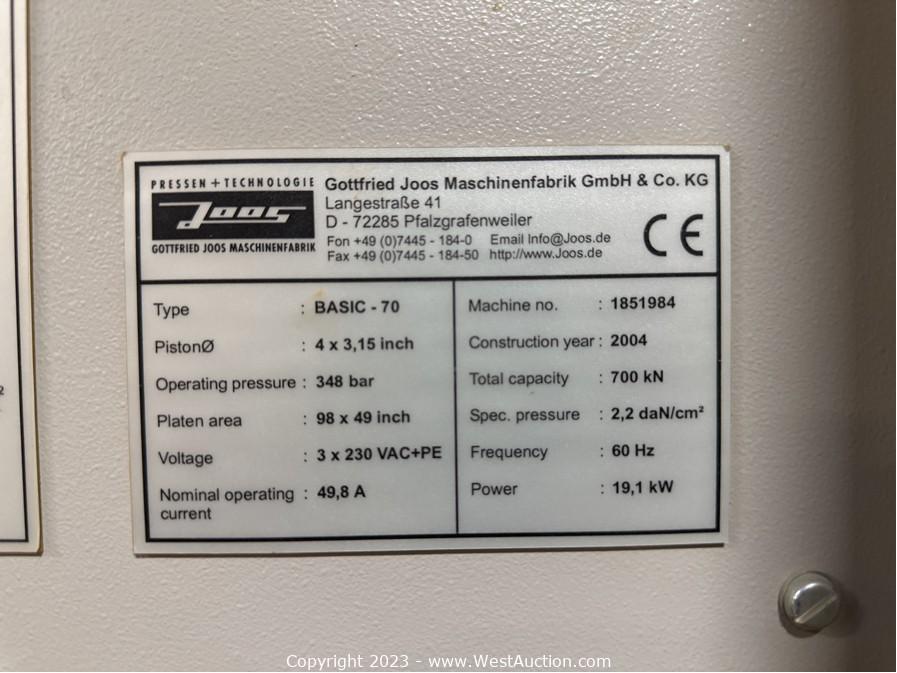 PRESSEN + TECHNOLOGIE
Joos
GOTTFRIED JOOS MASCHINENFABRIK
Gottfried Joos Maschinenfabrik GmbH & Co. KG
Langestraße 41
D - 72285 Pfalzgrafenweiler
Fon +49 (0)7445 - 184-0 Email Info@Joos.de
Fax +49 (0)7445 - 184-50 http://www.Joos.de
CE
Type : BASIC - 70
PistonØ : 4 x 3,15 inch
Operating pressure : 348 bar
Platen area : 98 x 49 inch
Voltage : 3 x 230 VAC+PE
Nominal operating : 49,8 A
current
Machine no. : 1851984
Construction year : 2004
Total capacity : 700 kN
Spec. pressure : 2,2 daN/cm²
Frequency : 60 Hz
Power : 19,1 kW
Copyright 2023 - www.WestAuction.com